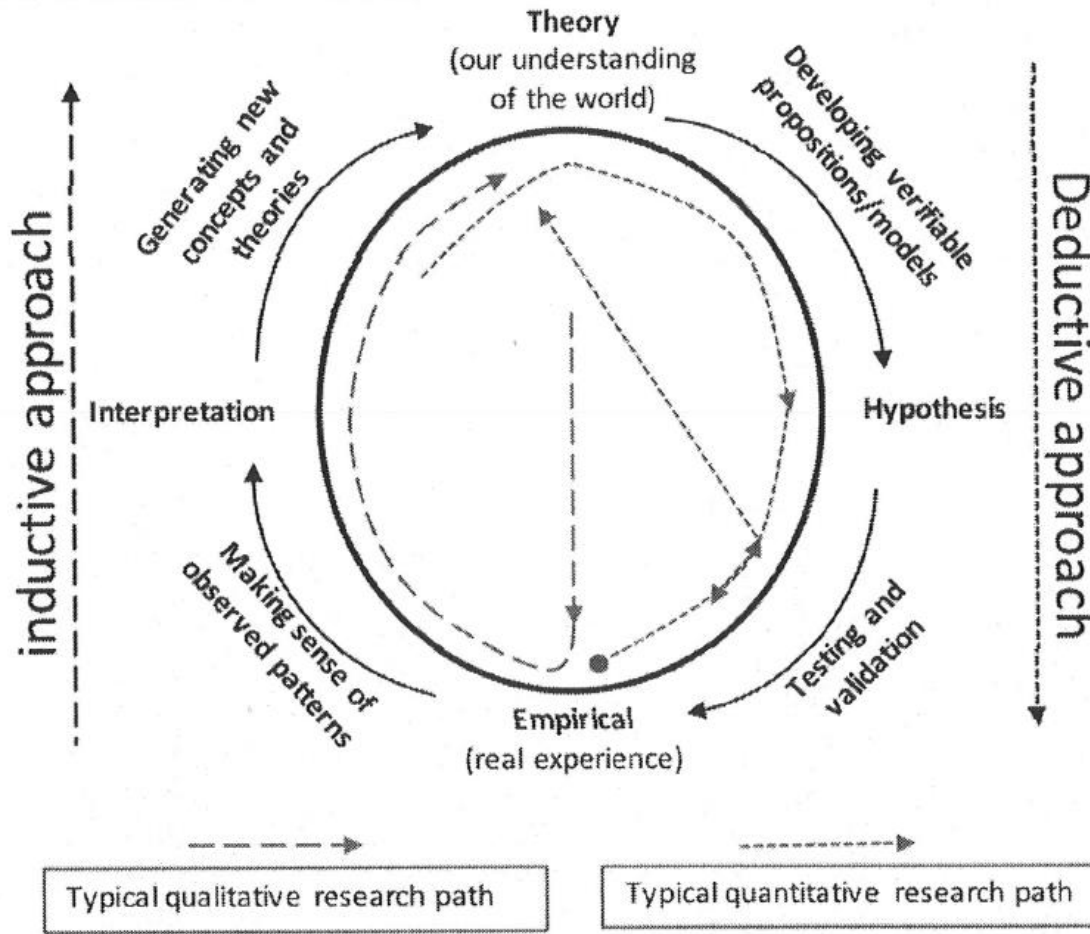 Theory
(our understanding
of the world)
Generating new
concepts and
theories
Developing verifiable
propositions/models
inductive approach
Deductive approach
Interpretation
Hypothesis
Making sense of
observed patterns
Testing and
validation
Empirical
(real experience)
Typical qualitative research path
Typical quantitative research path